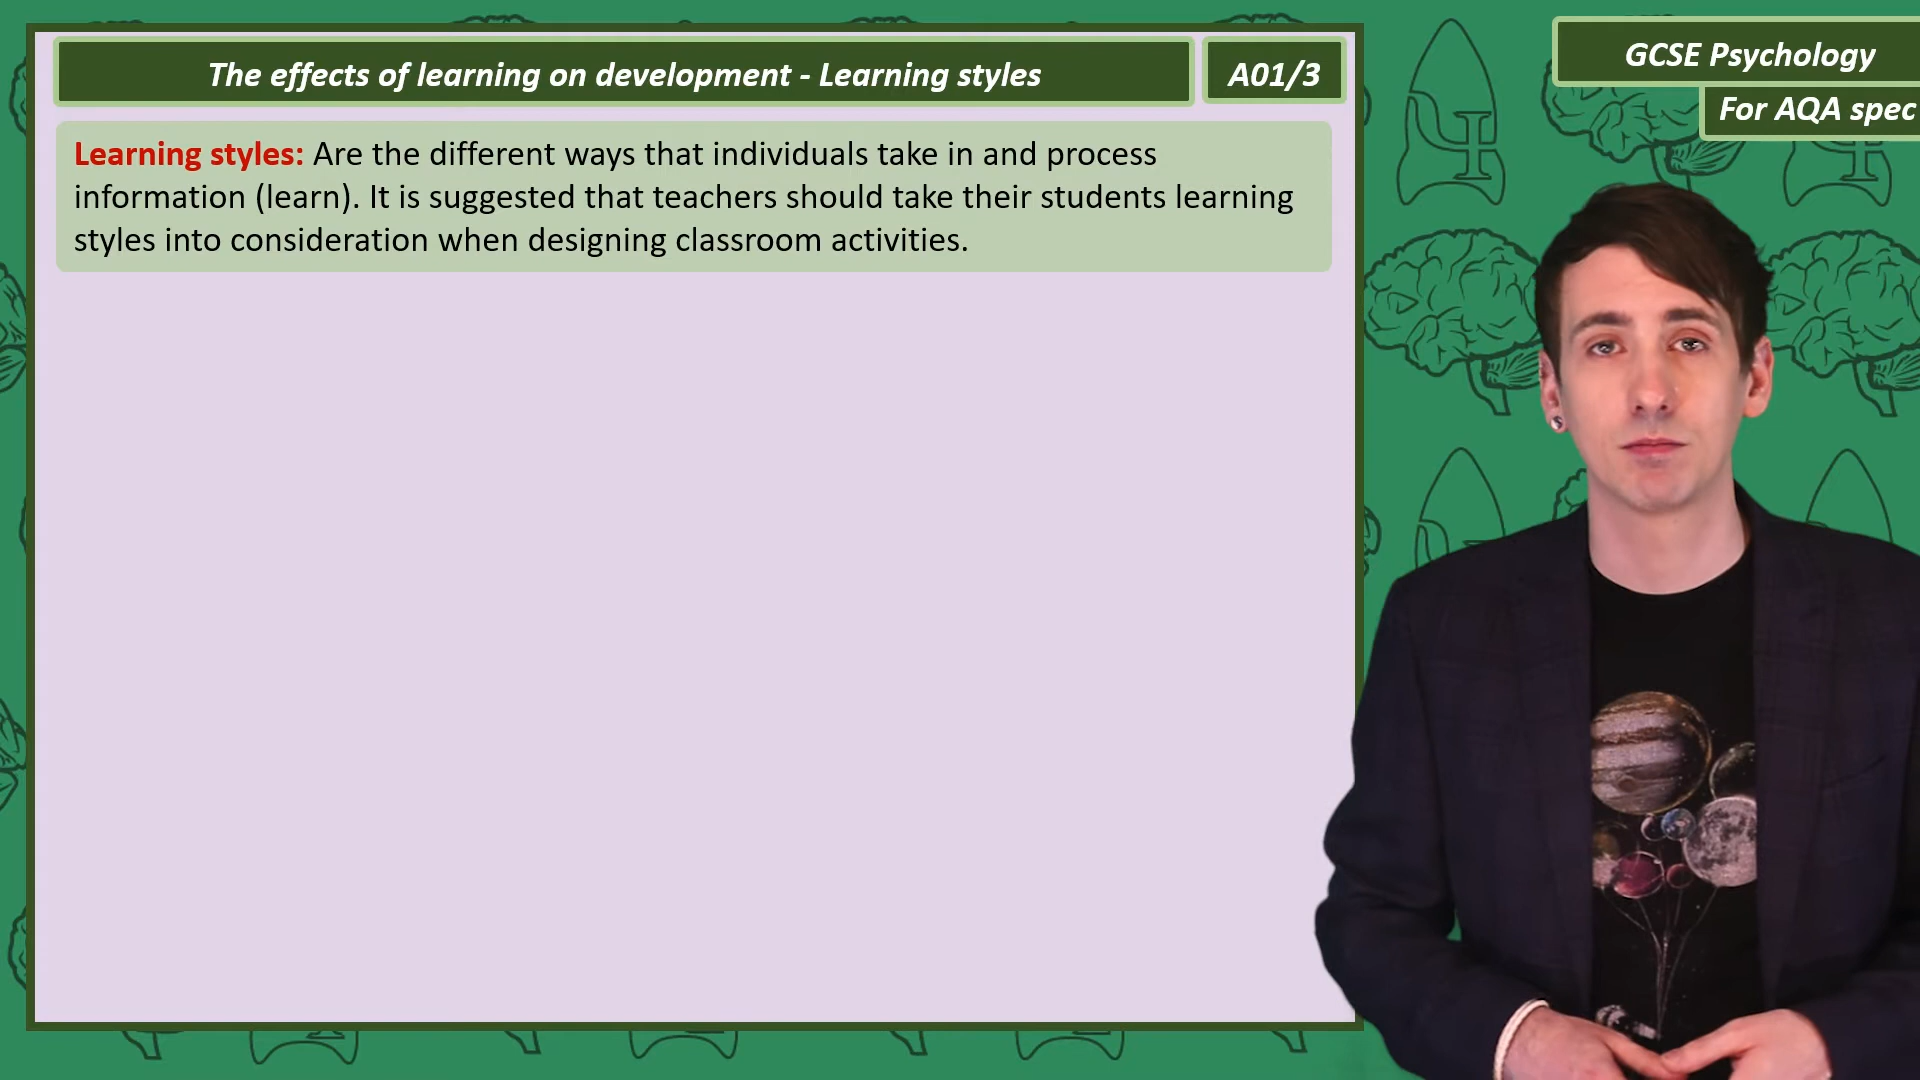 The effects of learning on development - Learning styles
A01/3
GCSE Psychology
For AQA spec
Learning styles: Are the different ways that individuals take in and process
information (learn). It is suggested that teachers should take their students learning
styles into consideration when designing classroom activities.